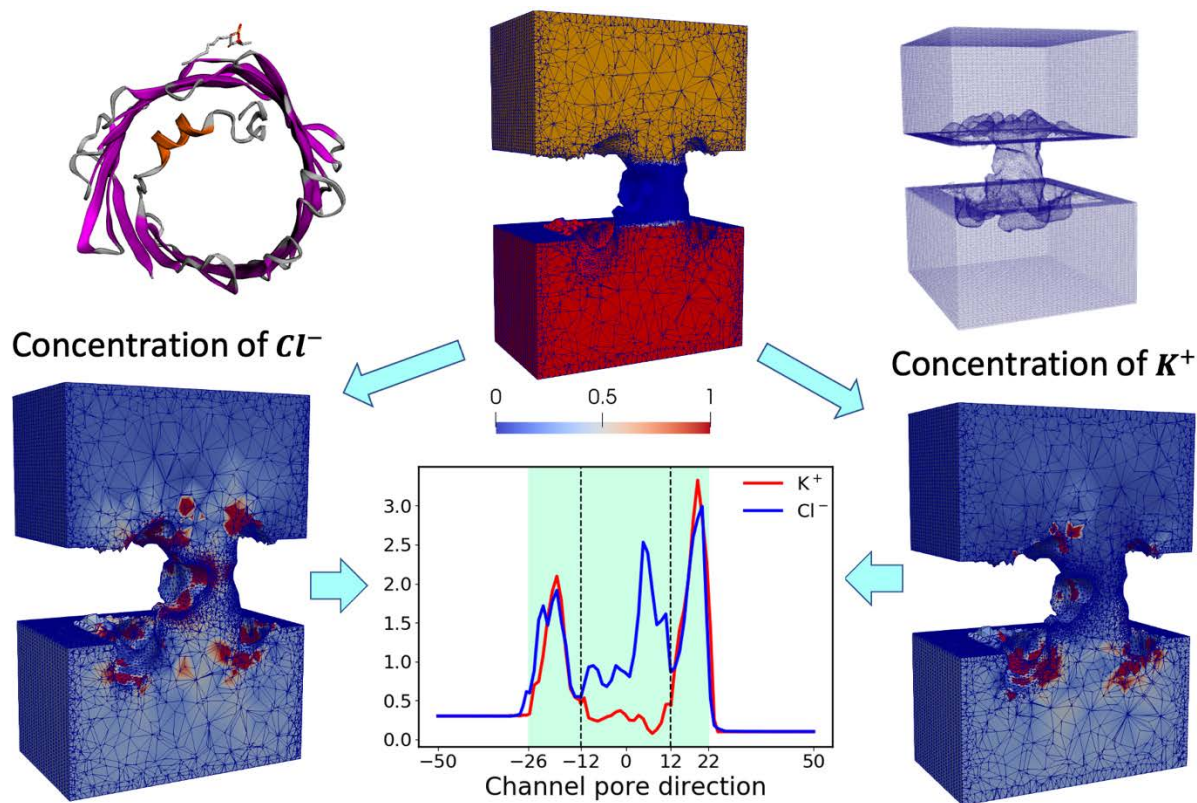 Concentration of Cl⁻
Concentration of K⁺
0 0.5 1
K⁺
Cl⁻
3.0
2.5
2.0
1.5
1.0
0.5
0.0
−50 −26 −12 0 12 22 50
Channel pore direction